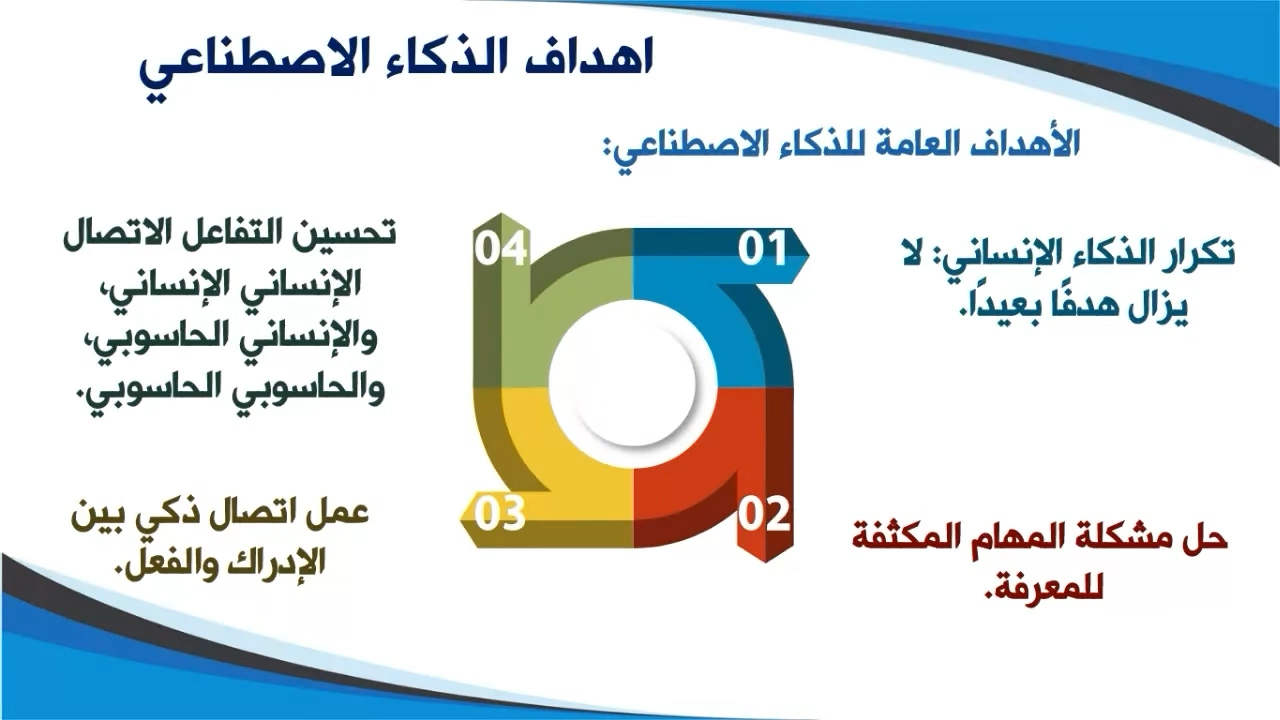 اهداف الذكاء الاصطناعي
الأهداف العامة للذكاء الاصطناعي:
01
تكرار الذكاء الإنساني: لا
يزال هدفًا بعيدًا.
02
حل مشكلة المهام المكثفة
للمعرفة.
03
عمل اتصال ذكي بين
الإدراك والفعل.
04
تحسين التفاعل الاتصال
الإنساني الإنساني،
والإنساني الحاسوبي،
والحاسوبي الحاسوبي.